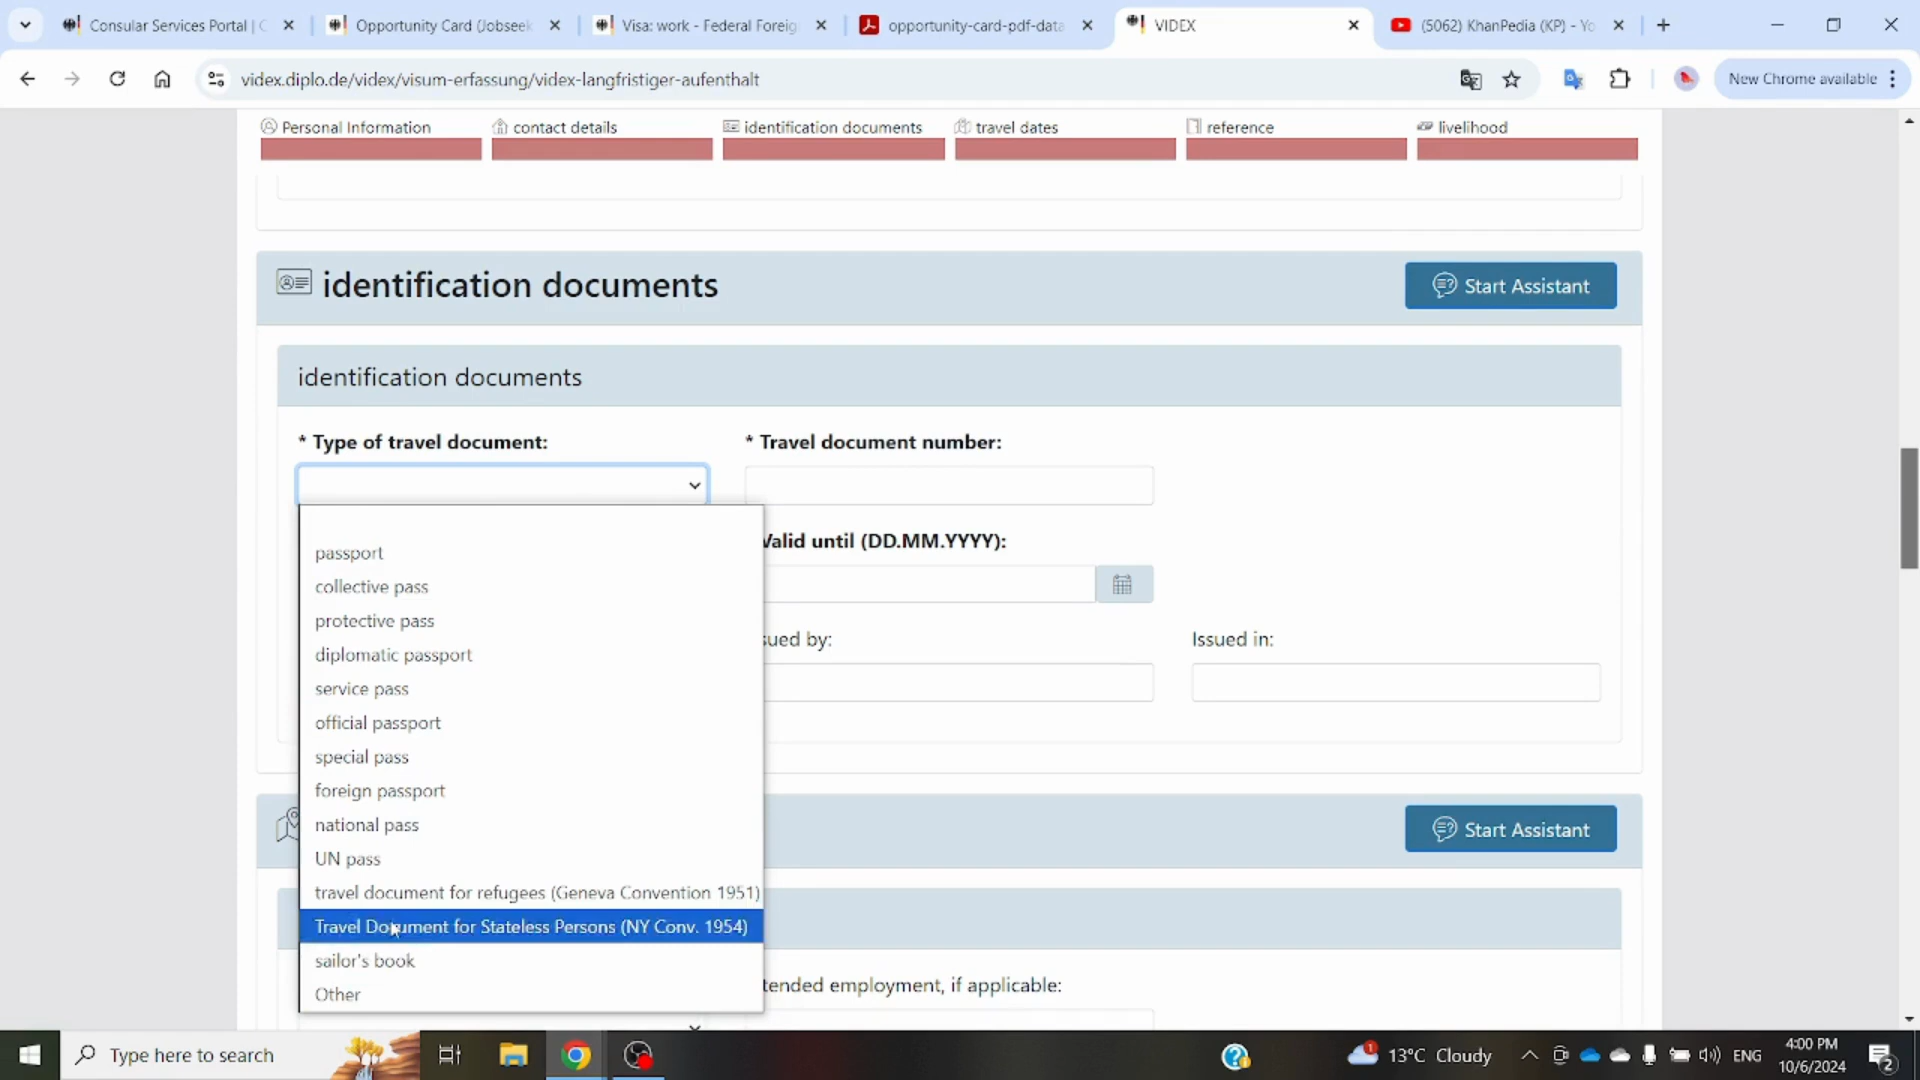 Consular Services Portal | C
Opportunity Card (Jobseek
Visa: work - Federal Foreig
opportunity-card-pdf-data
VIDEX
(5062) KhanPedia (KP) - Yo
videx.diplo.de/videx/visum-erfassung/videx-langfristiger-aufenthalt
New Chrome available
Personal Information
contact details
identification documents
travel dates
reference
livelihood
identification documents
Start Assistant
identification documents
* Type of travel document:
* Travel document number:
passport
collective pass
protective pass
diplomatic passport
service pass
official passport
special pass
foreign passport
national pass
UN pass
travel document for refugees (Geneva Convention 1951)
Travel Document for Stateless Persons (NY Conv. 1954)
sailor's book
Other
Valid until (DD.MM.YYYY):
sued by:
Issued in:
Start Assistant
tended employment, if applicable:
Type here to search
1
13°C Cloudy
ENG
4:00 PM
10/6/2024
2